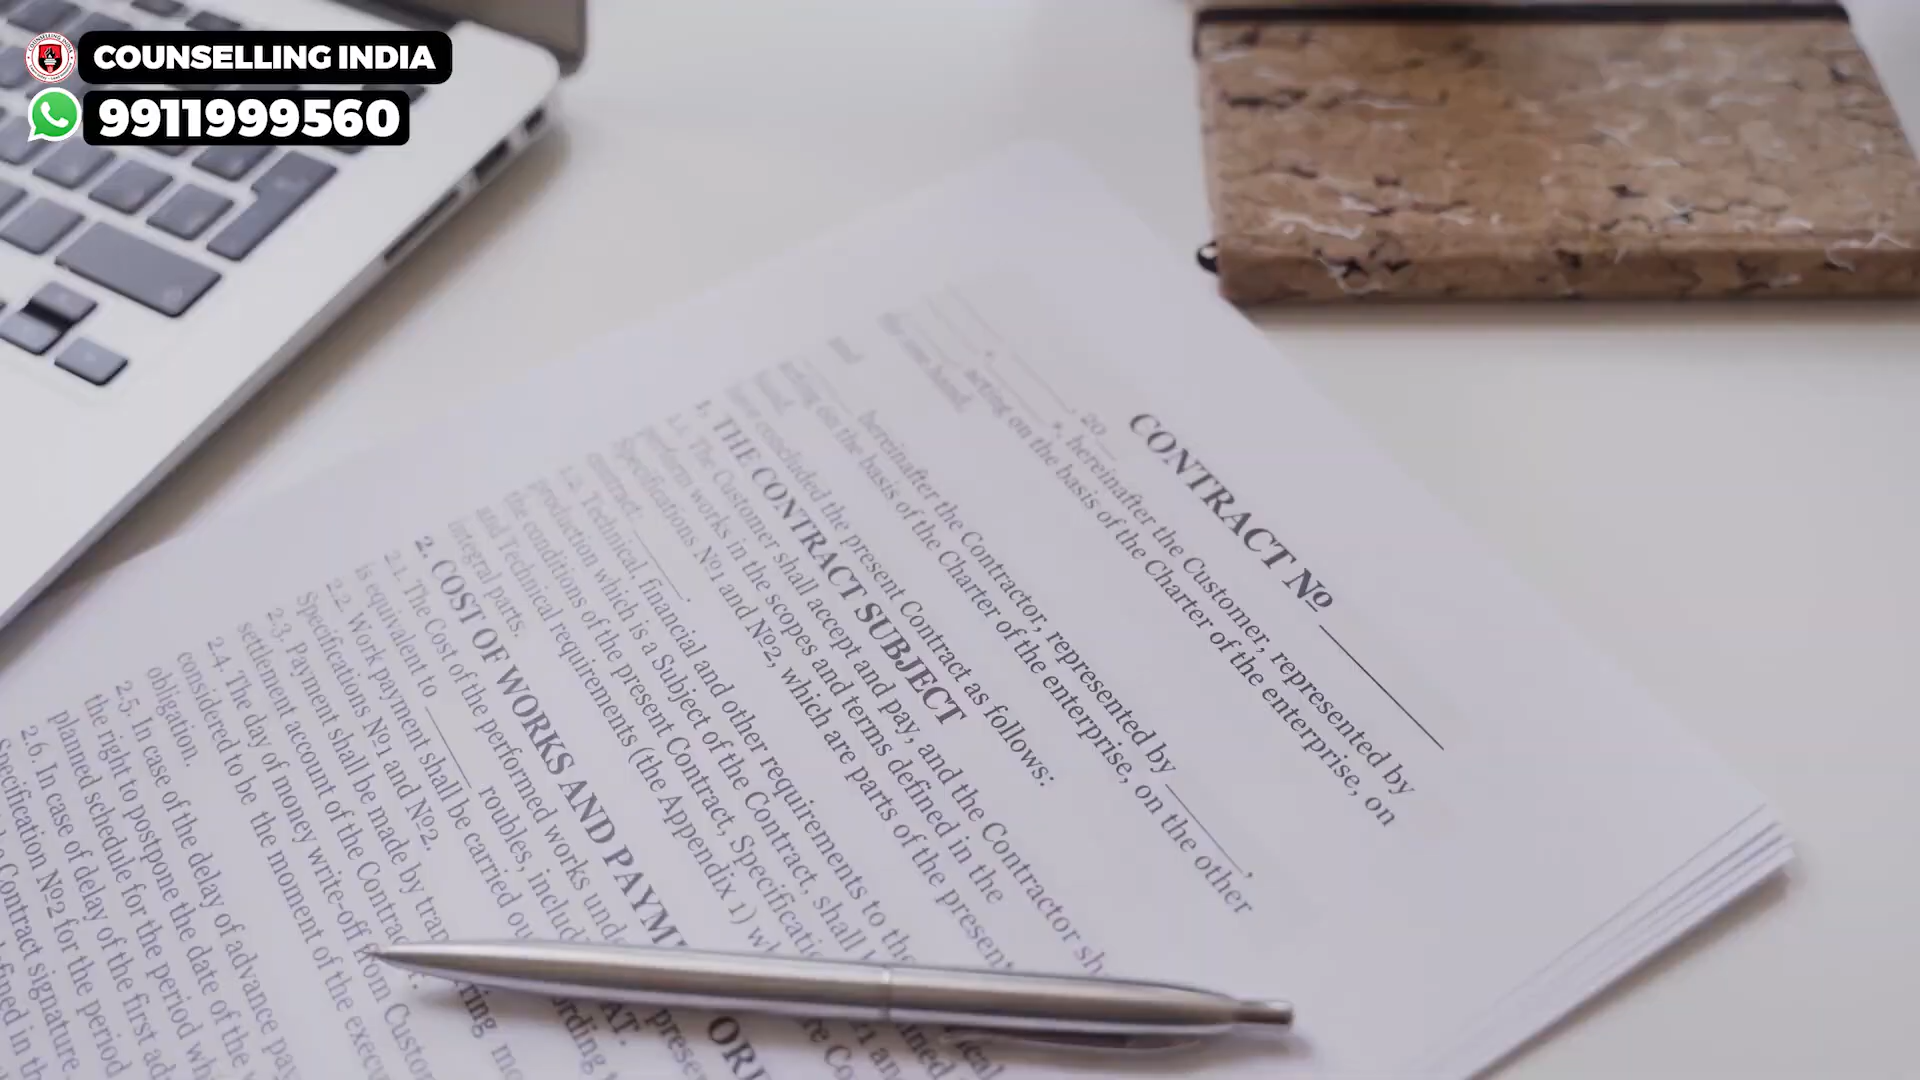 COUNSELLING INDIA
9911999560
CONTRACT №
, 20
", hereinafter the Customer, represented by
acting on the basis of the Charter of the enterprise, on
the one hand,
and
hereinafter the Contractor, represented by
acting on the basis of the Charter of the enterprise, on the other
hand,
have concluded the present Contract as follows:
1. THE CONTRACT SUBJECT
1.1. The Customer shall accept and pay, and the Contractor sh
perform works in the scopes and terms defined in the
Specifications №1 and №2, which are parts of the present
contract:
1.2. Technical, financial and other requirements to the
production which is a Subject of the Contract, shall
the conditions of the present Contract, Specificatio
and Technical requirements (the Appendix 1) wh
integral parts.
2. COST OF WORKS AND PAYM
2.1. The Cost of the performed works und
is equivalent to roubles, includ
2.2. Work payment shall be carried ou
Specifications №1 and №2.
2.3. Payment shall be made by tran
settlement account of the Contrac
2.4. The day of money write-off from Custo
considered to be the moment of the execu
obligation.
2.5. In case of the delay of advance pay
the right to postpone the date of the
planned schedule for the period wh
2.6. In case of delay of the first ad
Specification №2 for the period
Contract signature